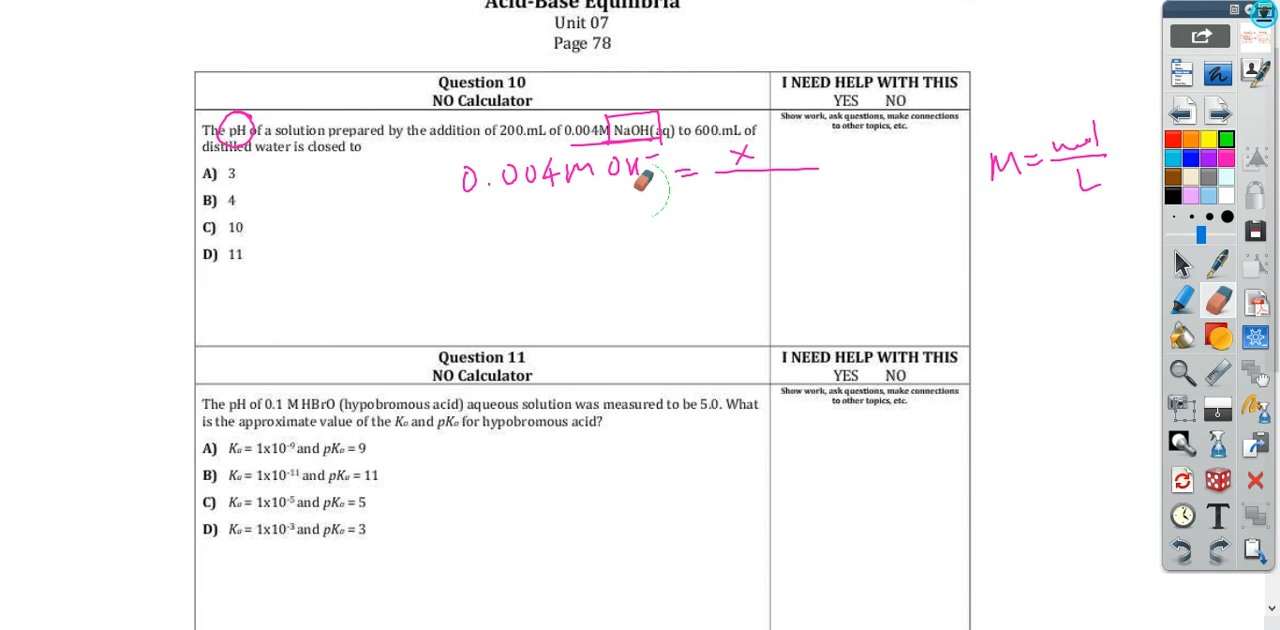 Acid-Base Equilibria
Unit 07
Page 78
Question 10
NO Calculator
I NEED HELP WITH THIS
YES NO
The pH of a solution prepared by the addition of 200.mL of 0.004M NaOH(aq) to 600.mL of
distilled water is closed to
Show work, ask questions, make connections
to other topics, etc.
0.004M OH⁻ = x
M = mol
L
A) 3
B) 4
C) 10
D) 11
Question 11
NO Calculator
I NEED HELP WITH THIS
YES NO
The pH of 0.1 M HBrO (hypobromous acid) aqueous solution was measured to be 5.0. What
is the approximate value of the Kₐ and pKₐ for hypobromous acid?
Show work, ask questions, make connections
to other topics, etc.
A) Kₐ = 1x10⁻⁹ and pKₐ = 9
B) Kₐ = 1x10⁻¹¹ and pKₐ = 11
C) Kₐ = 1x10⁻⁵ and pKₐ = 5
D) Kₐ = 1x10⁻³ and pKₐ = 3
T